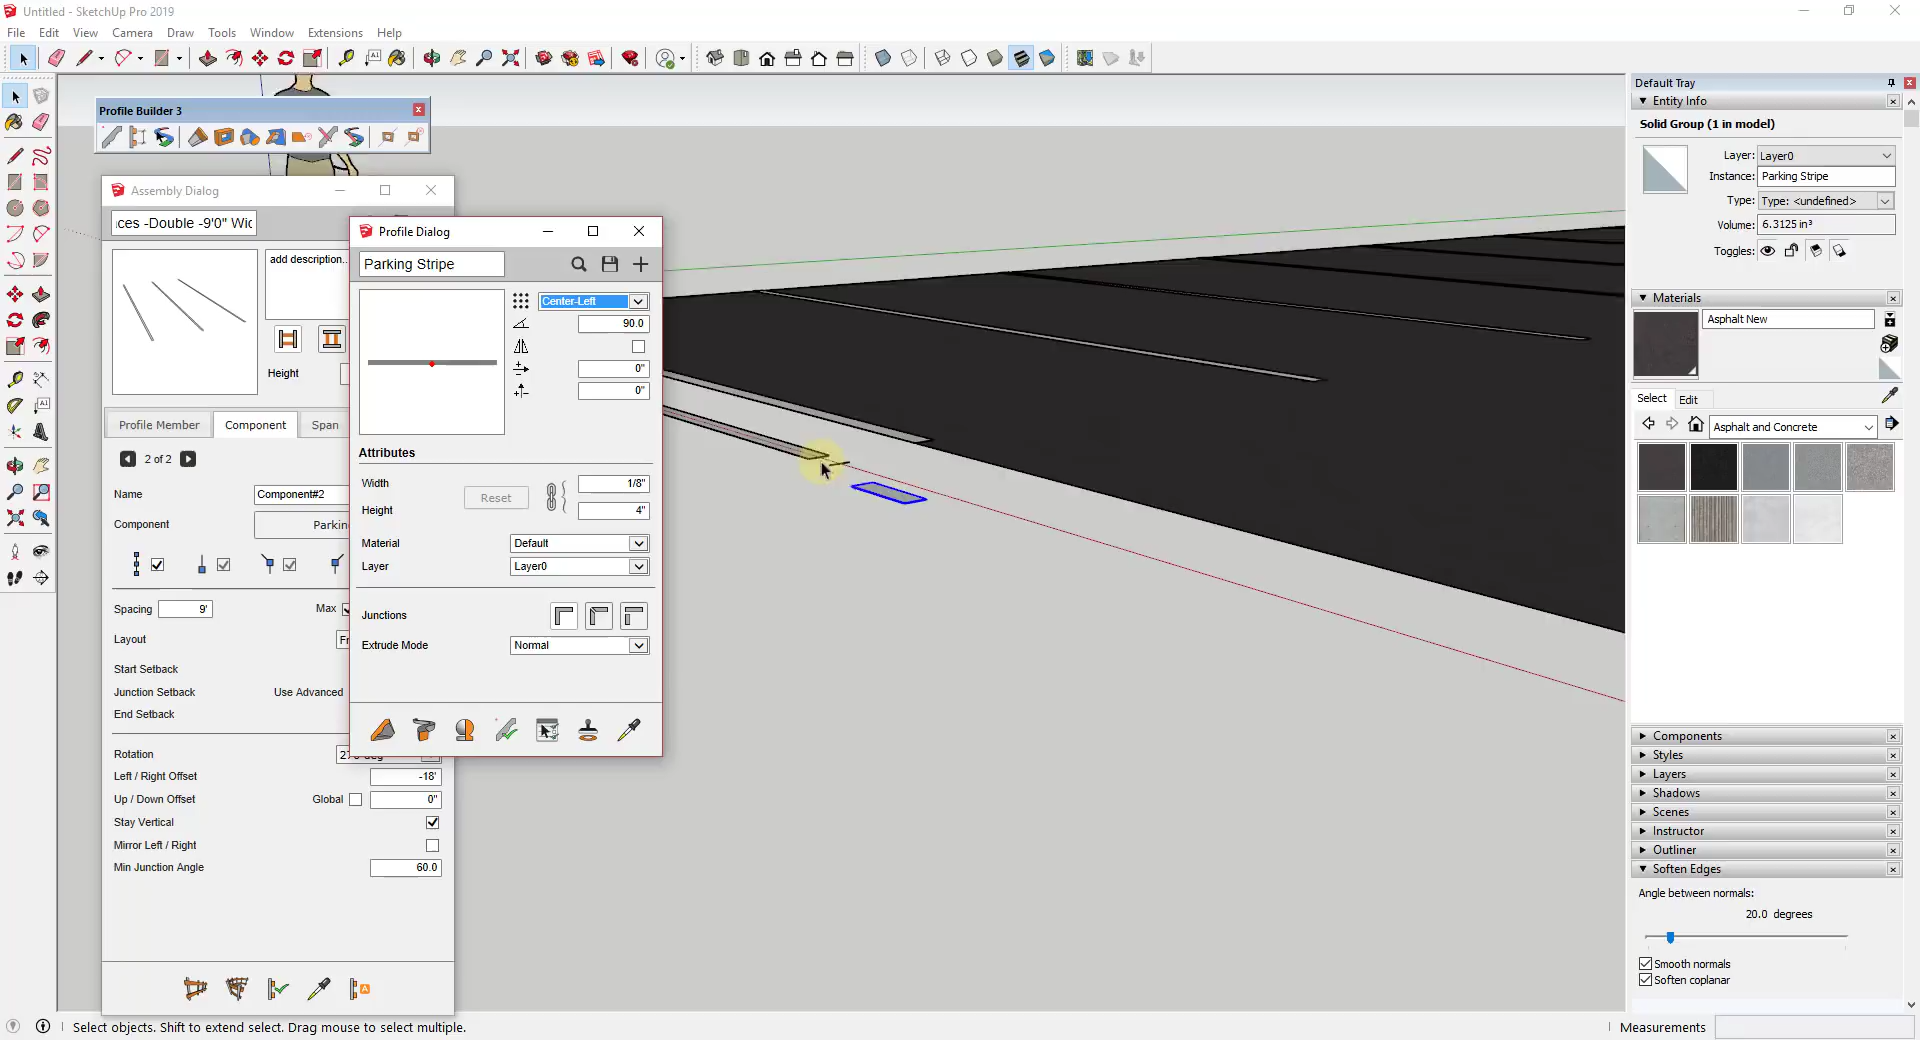 Untitled - SketchUp Pro 2019
File Edit View Camera Draw Tools Window Extensions Help
Profile Builder 3
Assembly Dialog
ces -Double -9'0" Wic
add description..
Height
Profile Member Component Span
2 of 2
Name Component#2
Component Parkin
Spacing 9' Max
Layout Fr
Start Setback
Junction Setback Use Advanced
End Setback
Rotation
Left / Right Offset -18'
Up / Down Offset Global 0"
Stay Vertical
Mirror Left / Right
Min Junction Angle 60.0
Profile Dialog
Parking Stripe
Center-Left
90.0
0"
0"
Attributes
Width 1/8"
Reset
Height 4"
Material Default
Layer Layer0
Junctions
Extrude Mode Normal
Default Tray
Entity Info
Solid Group (1 in model)
Layer: Layer0
Instance: Parking Stripe
Type: Type: <undefined>
Volume: 6.3125 in³
Toggles:
Materials
Asphalt New
Select Edit
Asphalt and Concrete
Components
Styles
Layers
Shadows
Scenes
Instructor
Outliner
Soften Edges
Angle between normals:
20.0 degrees
Smooth normals
Soften coplanar
Select objects. Shift to extend select. Drag mouse to select multiple.
Measurements